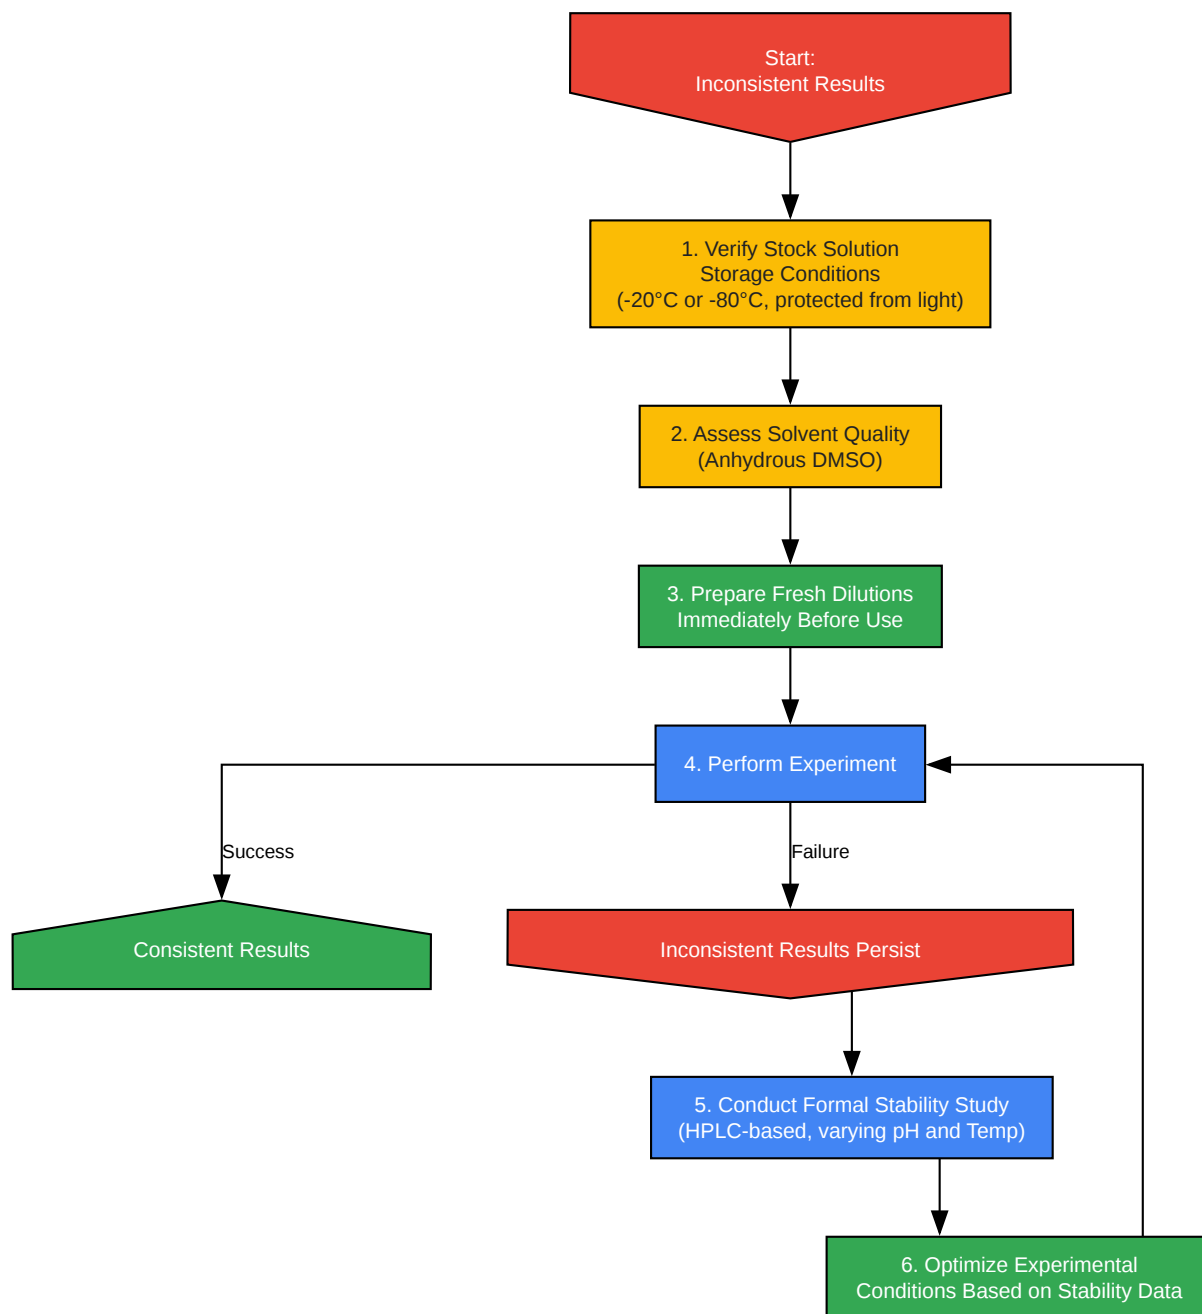 Start:
Inconsistent Results
1. Verify Stock Solution
Storage Conditions
(-20°C or -80°C, protected from light)
2. Assess Solvent Quality
(Anhydrous DMSO)
3. Prepare Fresh Dilutions
Immediately Before Use
4. Perform Experiment
Success
Failure
Consistent Results
Inconsistent Results Persist
5. Conduct Formal Stability Study
(HPLC-based, varying pH and Temp)
6. Optimize Experimental
Conditions Based on Stability Data